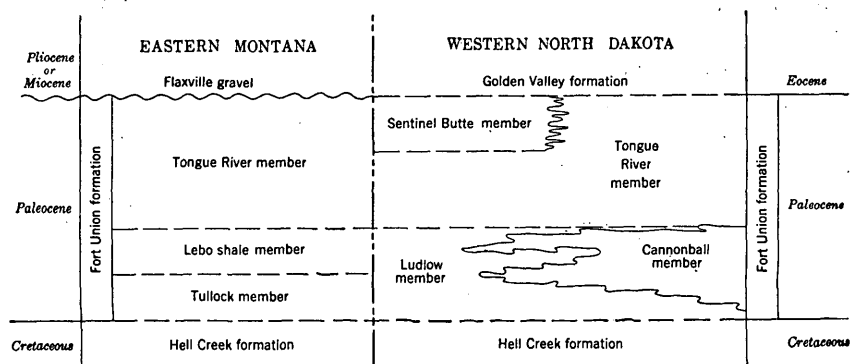 EASTERN MONTANA
WESTERN NORTH DAKOTA
Pliocene
or
Miocene
Flaxville gravel
Golden Valley formation
Eocene
Sentinel Butte member
Tongue River member
Tongue
River
member
Paleocene
Fort Union formation
Fort Union formation
Paleocene
Lebo shale member
Ludlow
member
Cannonball
member
Tullock member
Cretaceous
Hell Creek formation
Hell Creek formation
Cretaceous